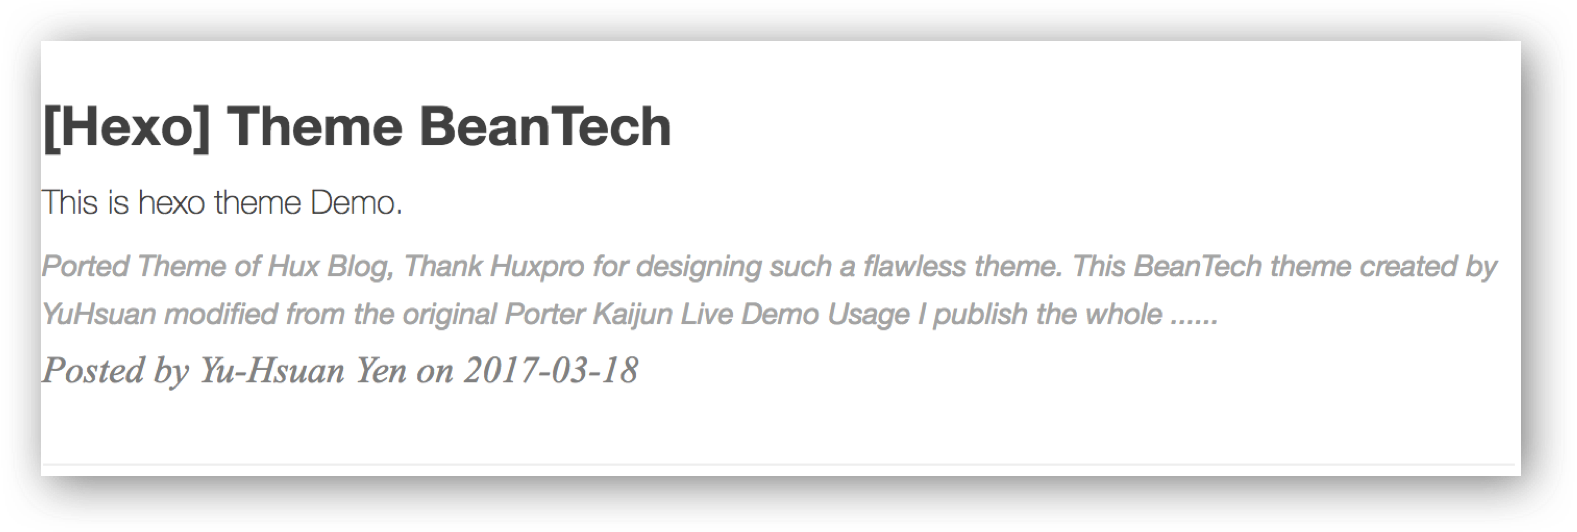 [Hexo] Theme BeanTech
This is hexo theme Demo.
Ported Theme of Hux Blog, Thank Huxpro for designing such a flawless theme. This BeanTech theme created by
YuHsuan modified from the original Porter Kaijun Live Demo Usage I publish the whole ......
Posted by Yu-Hsuan Yen on 2017-03-18